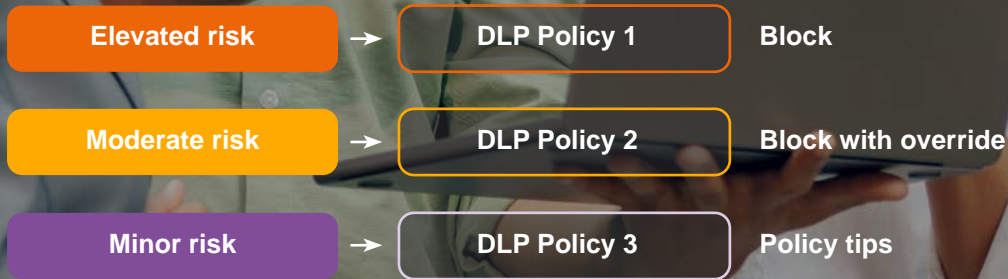 Elevated risk → DLP Policy 1 Block
Moderate risk → DLP Policy 2 Block with override
Minor risk → DLP Policy 3 Policy tips